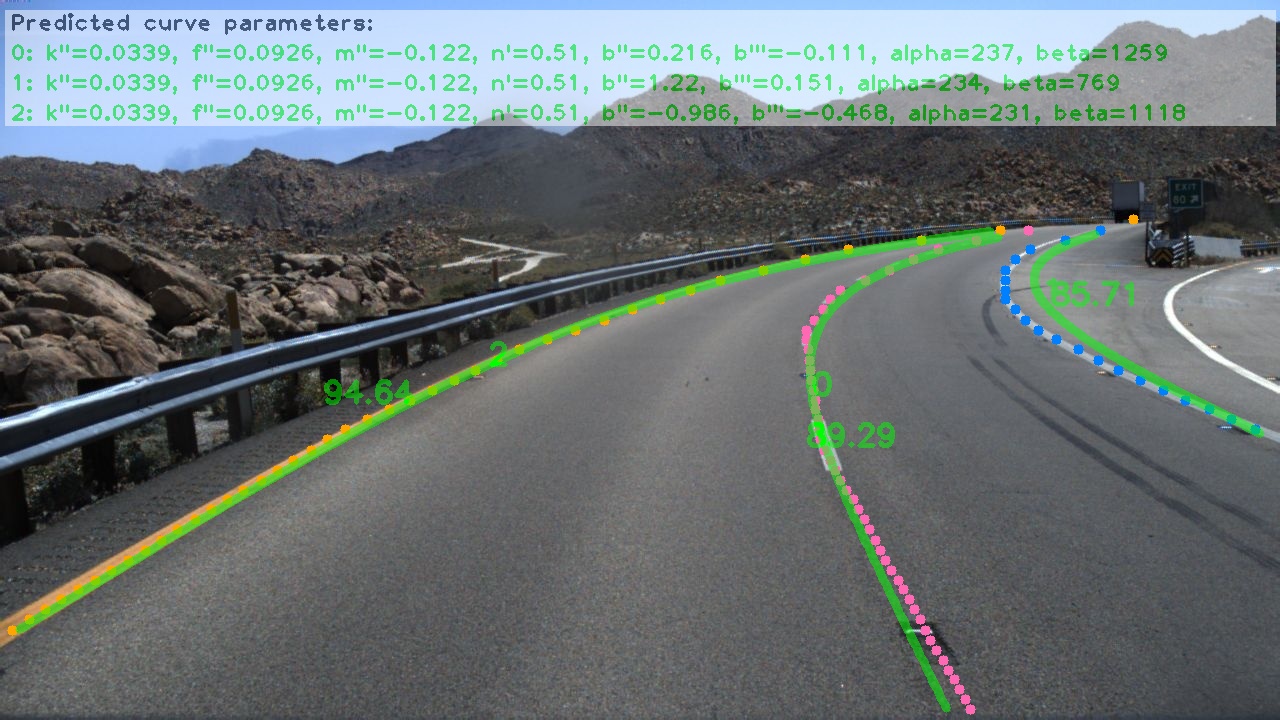 Predicted curve parameters:
0: k''=0.0339, f''=0.0926, m''=-0.122, n'=0.51, b''=0.216, b'''=-0.111, alpha=237, beta=1259
1: k''=0.0339, f''=0.0926, m''=-0.122, n'=0.51, b''=1.22, b'''=0.151, alpha=234, beta=769
2: k''=0.0339, f''=0.0926, m''=-0.122, n'=0.51, b''=-0.986, b'''=-0.468, alpha=231, beta=1118
EXIT
60 ↗
85.71
2
94.64
0
89.29